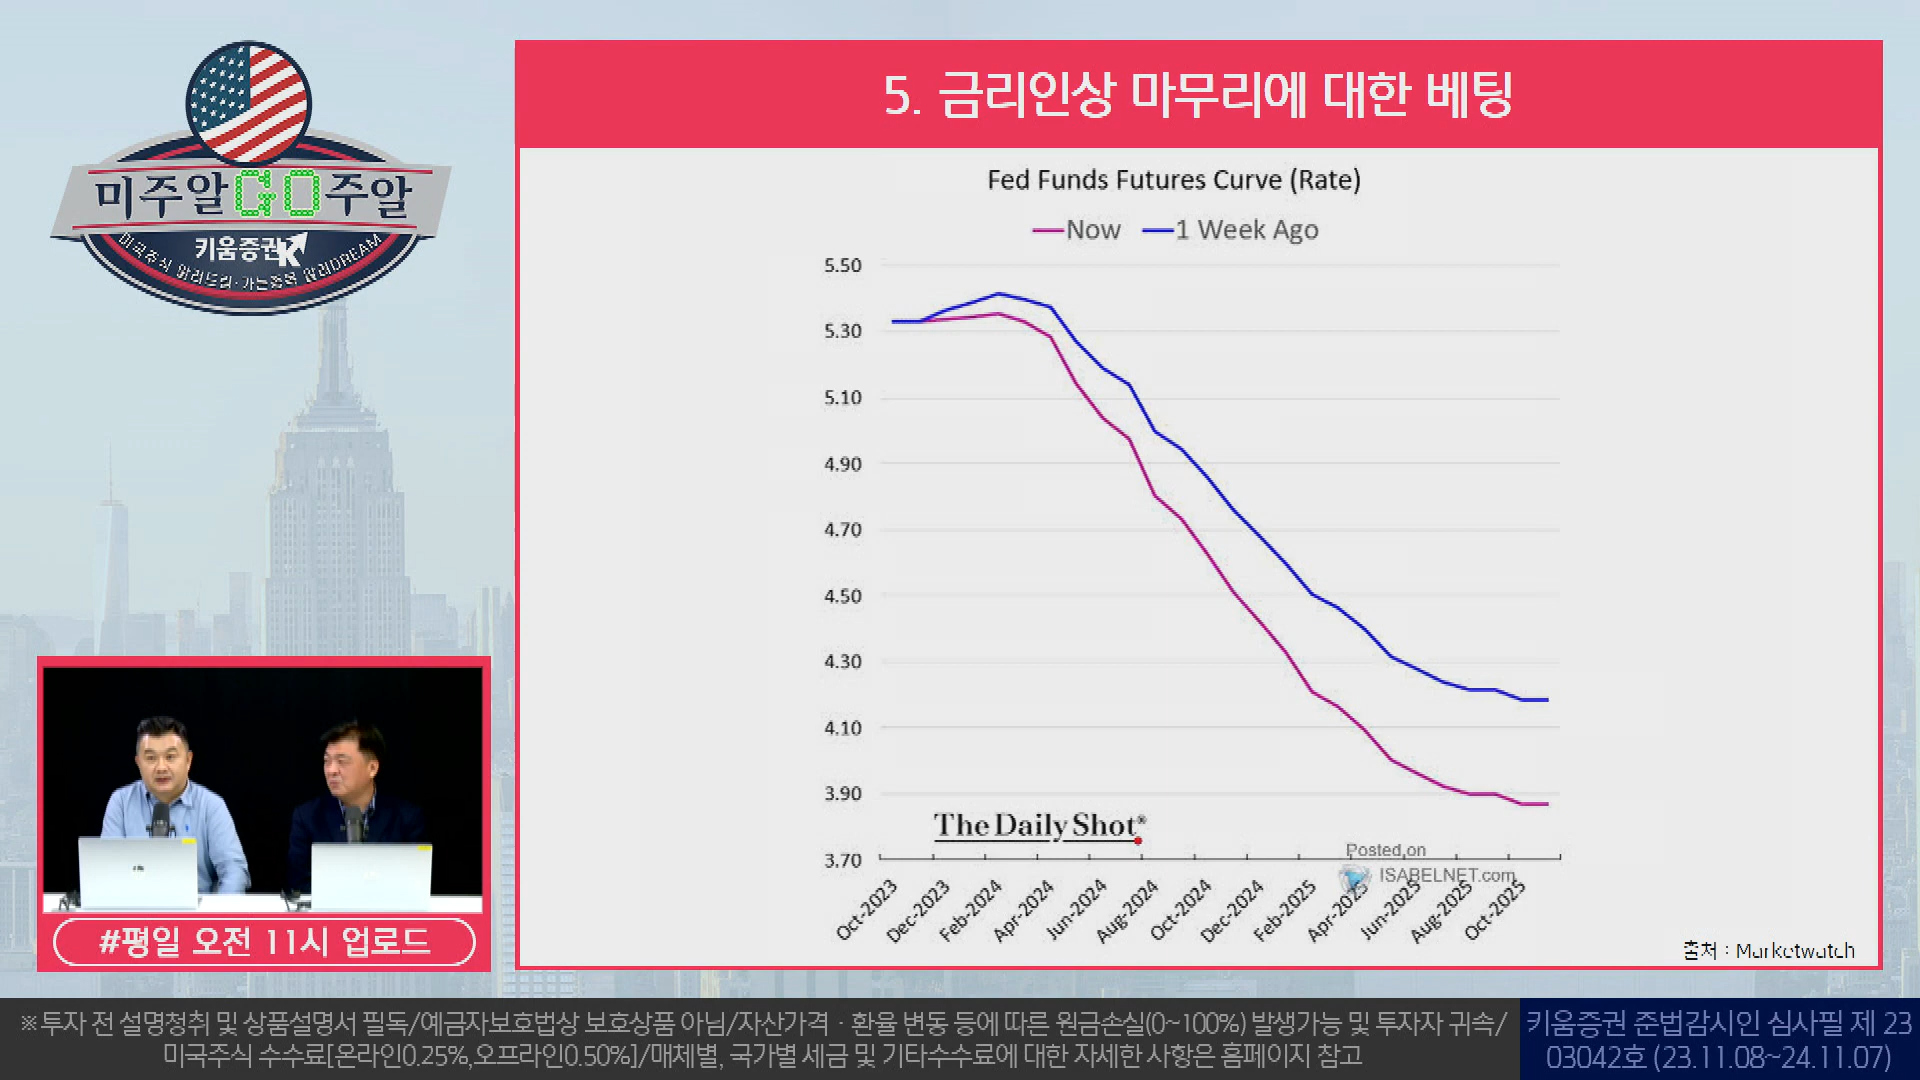 미주알GO주알
키움증권
미국주식 알려드림·가는종목 알려DREAM
5. 금리인상 마무리에 대한 베팅
Fed Funds Futures Curve (Rate)
Now
1 Week Ago
5.50
5.30
5.10
4.90
4.70
4.50
4.30
4.10
3.90
3.70
The Daily Shot®
Posted on
ISABELNET.com
Oct-2023
Dec-2023
Feb-2024
Apr-2024
Jun-2024
Aug-2024
Oct-2024
Dec-2024
Feb-2025
Apr-2025
Jun-2025
Aug-2025
Oct-2025
출처 : Marketwatch
#평일 오전 11시 업로드
※투자 전 설명청취 및 상품설명서 필독/예금자보호법상 보호상품 아님/자산가격 · 환율 변동 등에 따른 원금손실(0~100%) 발생가능 및 투자자 귀속/
미국주식 수수료[온라인0.25%,오프라인0.50%]/매체별, 국가별 세금 및 기타수수료에 대한 자세한 사항은 홈페이지 참고
키움증권 준법감시인 심사필 제 23
03042호 (23.11.08~24.11.07)